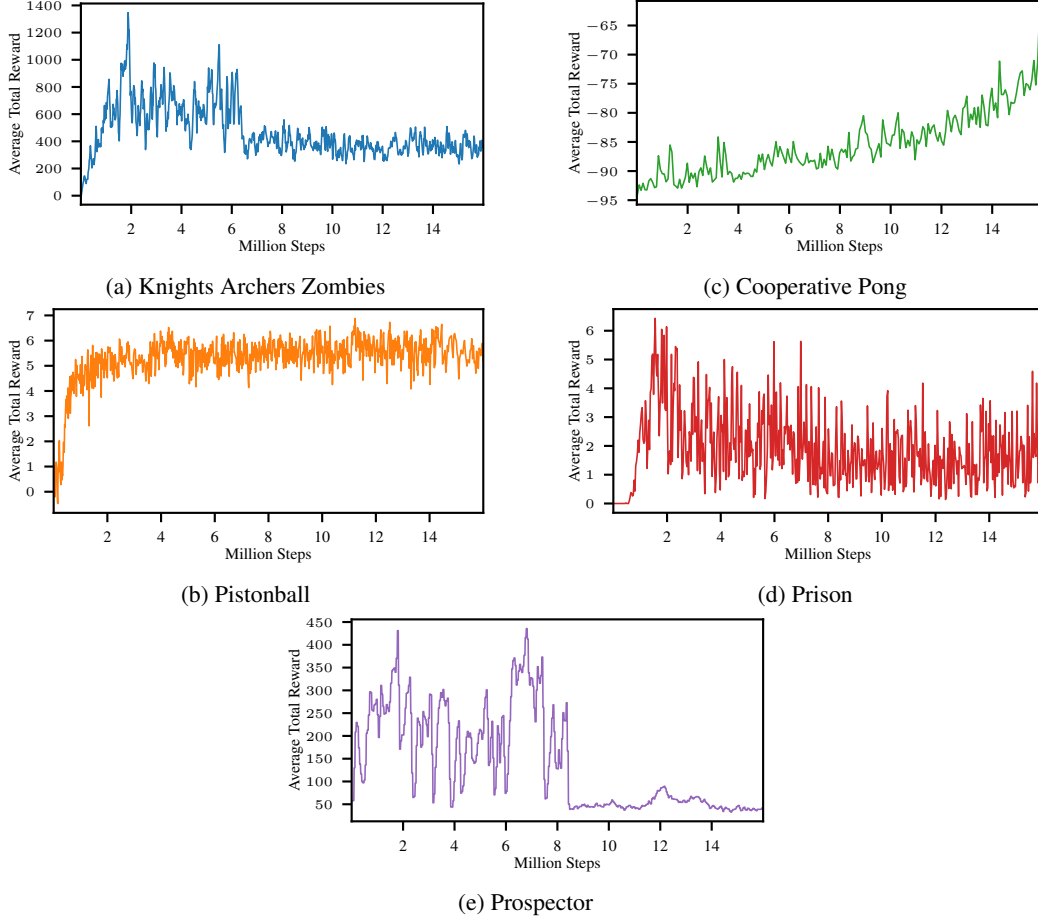 1400
1200
1000
800
600
400
200
0
Average Total Reward
2 4 6 8 10 12 14
Million Steps
(a) Knights Archers Zombies
−65
−70
−75
−80
−85
−90
−95
Average Total Reward
2 4 6 8 10 12 14
Million Steps
(c) Cooperative Pong
7
6
5
4
3
2
1
0
Average Total Reward
2 4 6 8 10 12 14
Million Steps
(b) Pistonball
6
5
4
3
2
1
0
Average Total Reward
2 4 6 8 10 12 14
Million Steps
(d) Prison
450
400
350
300
250
200
150
100
50
Average Total Reward
2 4 6 8 10 12 14
Million Steps
(e) Prospector